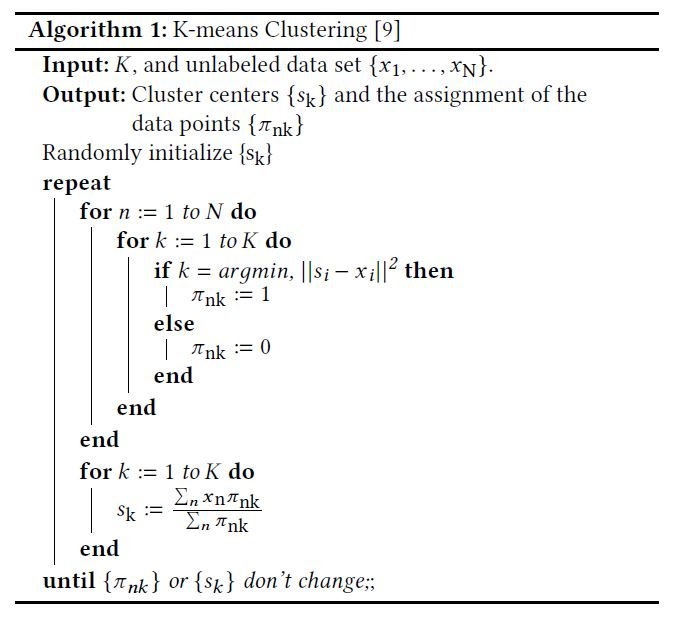 Algorithm 1: K-means Clustering [9]
Input: K, and unlabeled data set {x₁, . . . , x_N}.
Output: Cluster centers {s_k} and the assignment of the
data points {π_nk}
Randomly initialize {s_k}
repeat
for n := 1 to N do
for k := 1 to K do
if k = argmin, ||s_i − x_i||² then
π_nk := 1
else
π_nk := 0
end
end
end
for k := 1 to K do
s_k := ∑_n x_n π_nk / ∑_n π_nk
end
until {π_nk} or {s_k} don't change;;